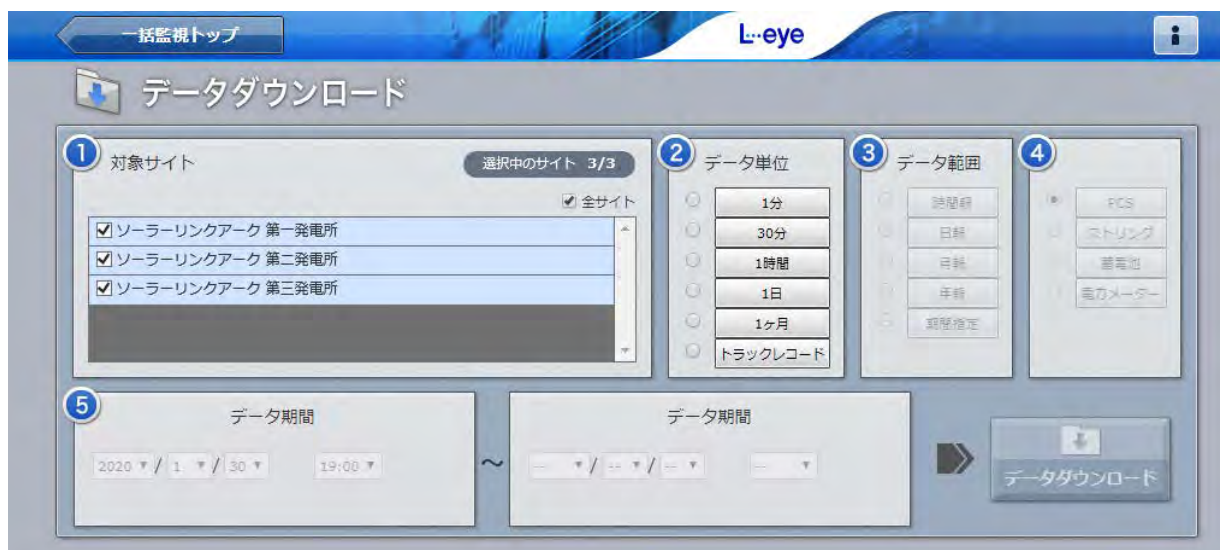 一括監視トップ
L・eye
データダウンロード
1
対象サイト
選択中のサイト 3/3
全サイト
ソーラーリンクアーク 第一発電所
ソーラーリンクアーク 第二発電所
ソーラーリンクアーク 第三発電所
2
データ単位
1分
30分
1時間
1日
1ヶ月
トラックレコード
3
データ範囲
時間報
日報
月報
年報
期間指定
4
PCS
ストリング
蓄電池
電力メーター
5
データ期間
2020 / 1 / 30 19:00
～
データ期間
-- / -- / -- --
データダウンロード